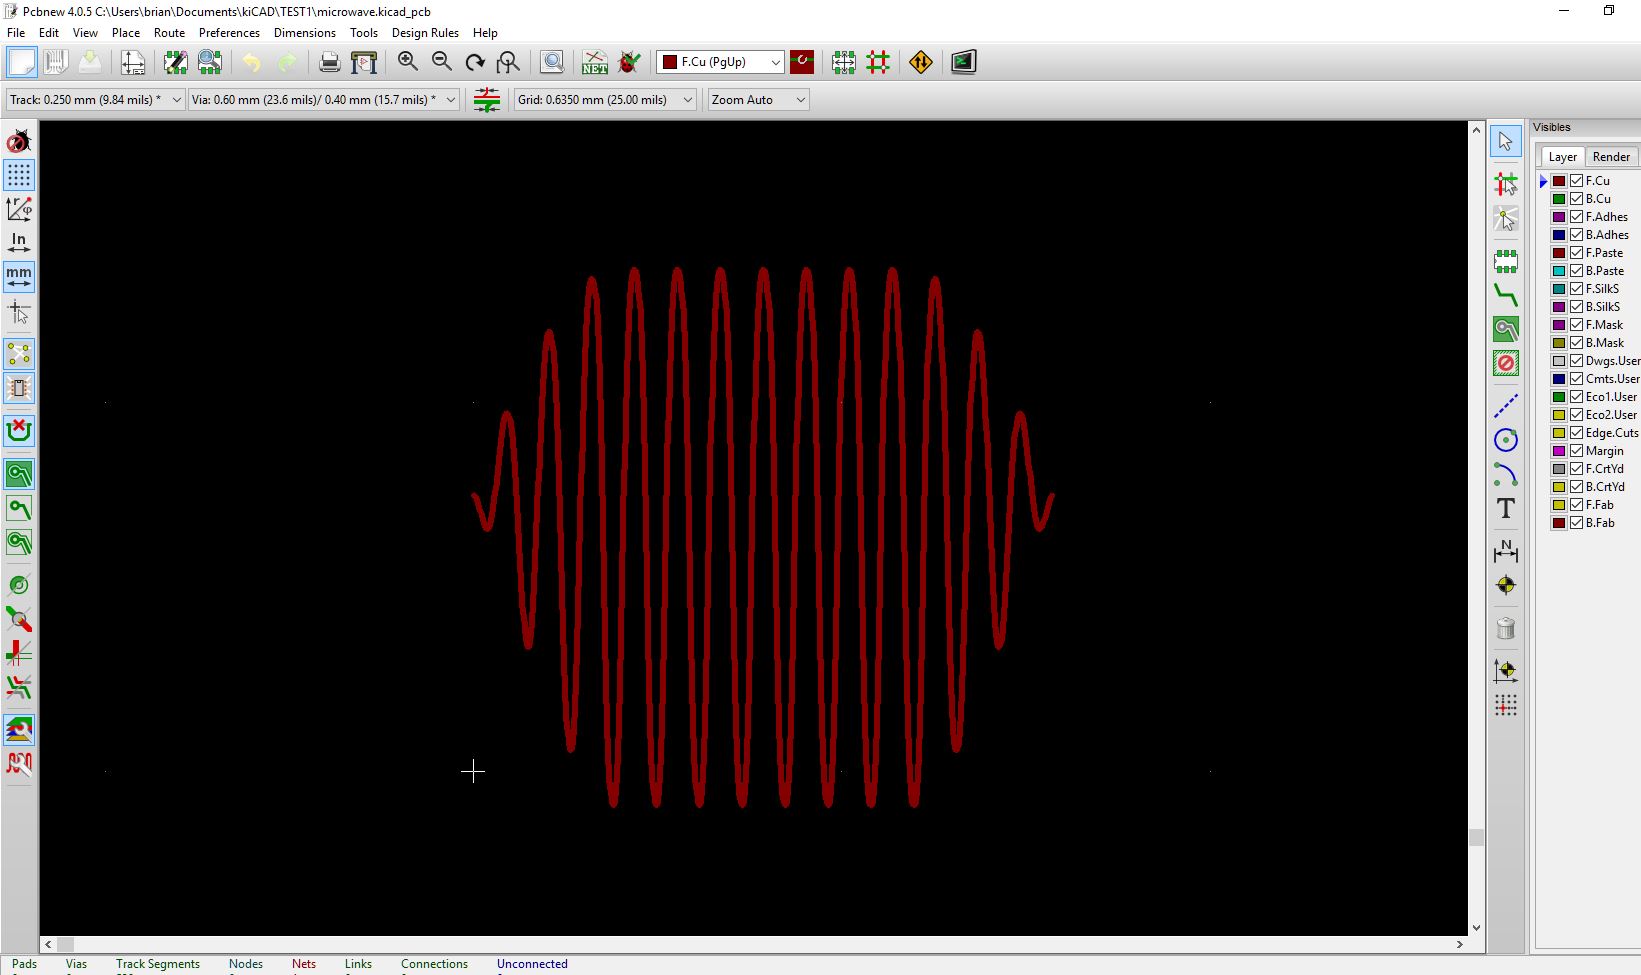 Pcbnew 4.0.5 C:\Users\brian\Documents\kiCAD\TEST1\microwave.kicad_pcb
File Edit View Place Route Preferences Dimensions Tools Design Rules Help
NET F.Cu (PgUp)
Track: 0.250 mm (9.84 mils) * Via: 0.60 mm (23.6 mils)/ 0.40 mm (15.7 mils) * Grid: 0.6350 mm (25.00 mils) Zoom Auto
Visibles
Layer Render
F.Cu
B.Cu
F.Adhes
B.Adhes
F.Paste
B.Paste
F.SilkS
B.SilkS
F.Mask
B.Mask
Dwgs.User
Cmts.User
Eco1.User
Eco2.User
Edge.Cuts
Margin
F.CrtYd
B.CrtYd
F.Fab
B.Fab
r φ
In
mm
T
N
Pads Vias Track Segments Nodes Nets Links Connections Unconnected